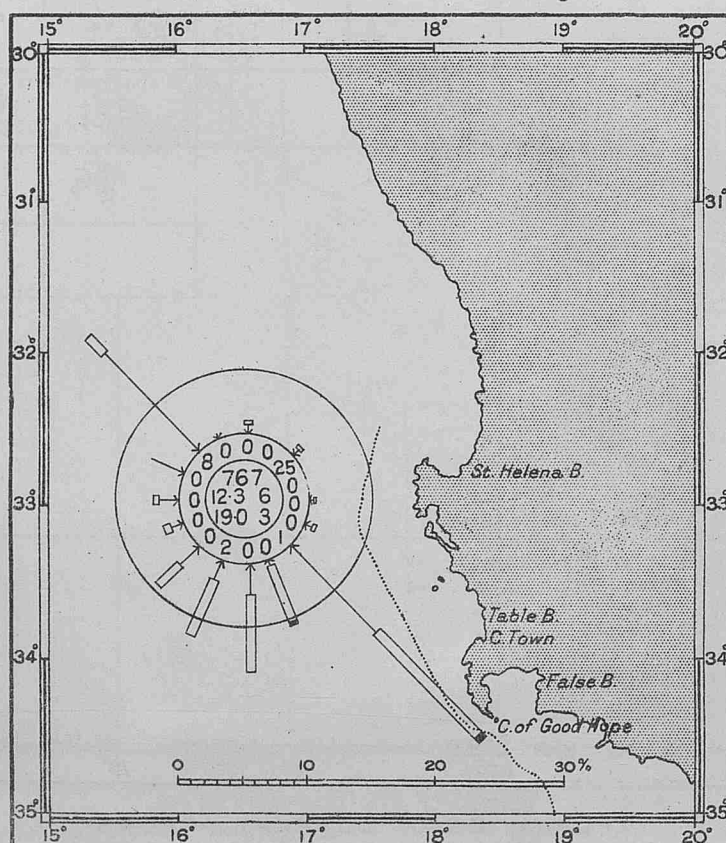 15° 16° 17° 18° 19° 20°
30° 30°
31° 31°
32° 32°
0 0 0 0
8 25
767
St. Helena B.
0 0
12·3 6
33° 0 0 33°
19·0 3
0 0
0 1
2 0 0
Table B.
C. Town
34° 34°
False B.
C. of Good Hope
0 10 20 30%
35° 35°
15° 16° 17° 18° 19° 20°